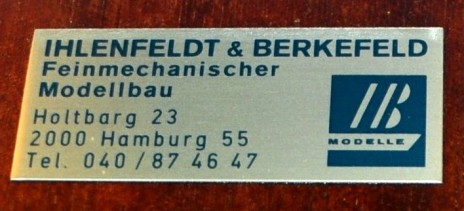 IHLENFELDT & BERKEFELD
Feinmechanischer
Modellbau
Holtbarg 23
2000 Hamburg 55
Tel. 040/87 46 47
IB
MODELLE